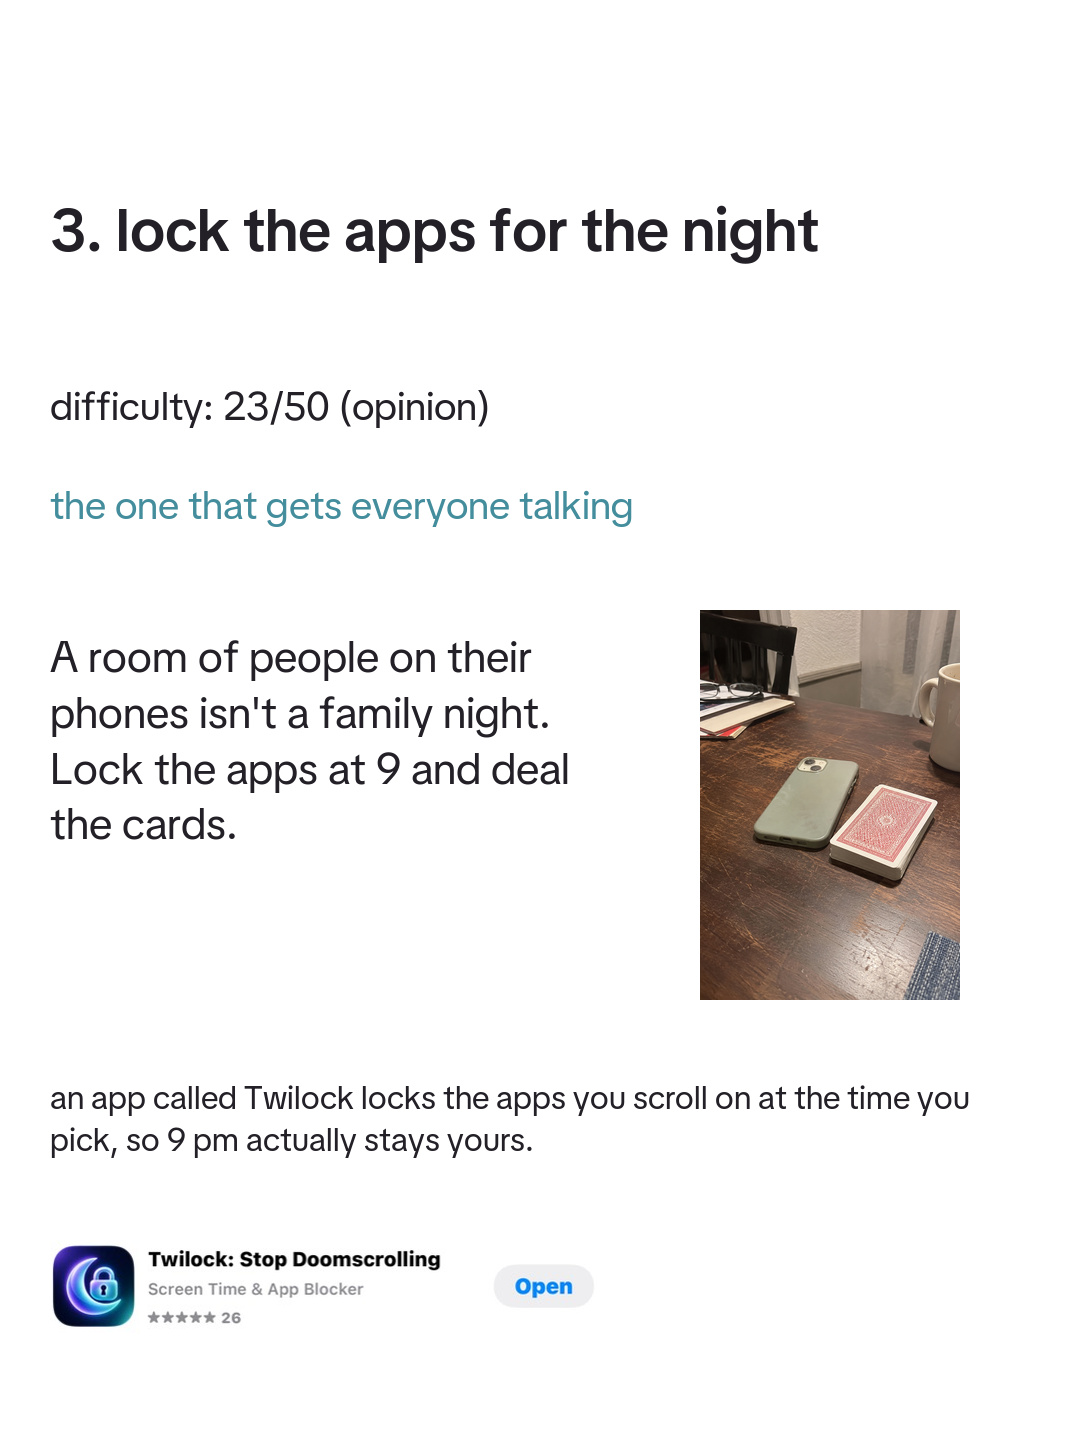 3. lock the apps for the night
difficulty: 23/50 (opinion)
the one that gets everyone talking
A room of people on their
phones isn't a family night.
Lock the apps at 9 and deal
the cards.
an app called Twilock locks the apps you scroll on at the time you
pick, so 9 pm actually stays yours.
Twilock: Stop Doomscrolling
Screen Time & App Blocker
★★★★★ 26
Open